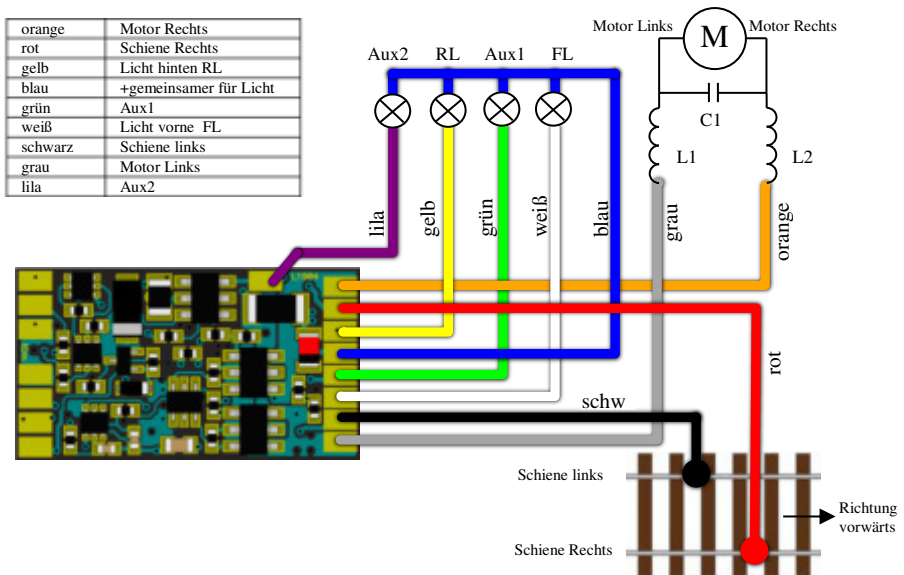 orange Motor Rechts
rot Schiene Rechts
gelb Licht hinten RL
blau +gemeinsamer für Licht
grün Aux1
weiß Licht vorne FL
schwarz Schiene links
grau Motor Links
lila Aux2
Motor Links M Motor Rechts
Aux2 RL Aux1 FL
C1
L1 L2
lila gelb grün weiß blau grau orange
rot
schw
Schiene links
Richtung
vorwärts
Schiene Rechts